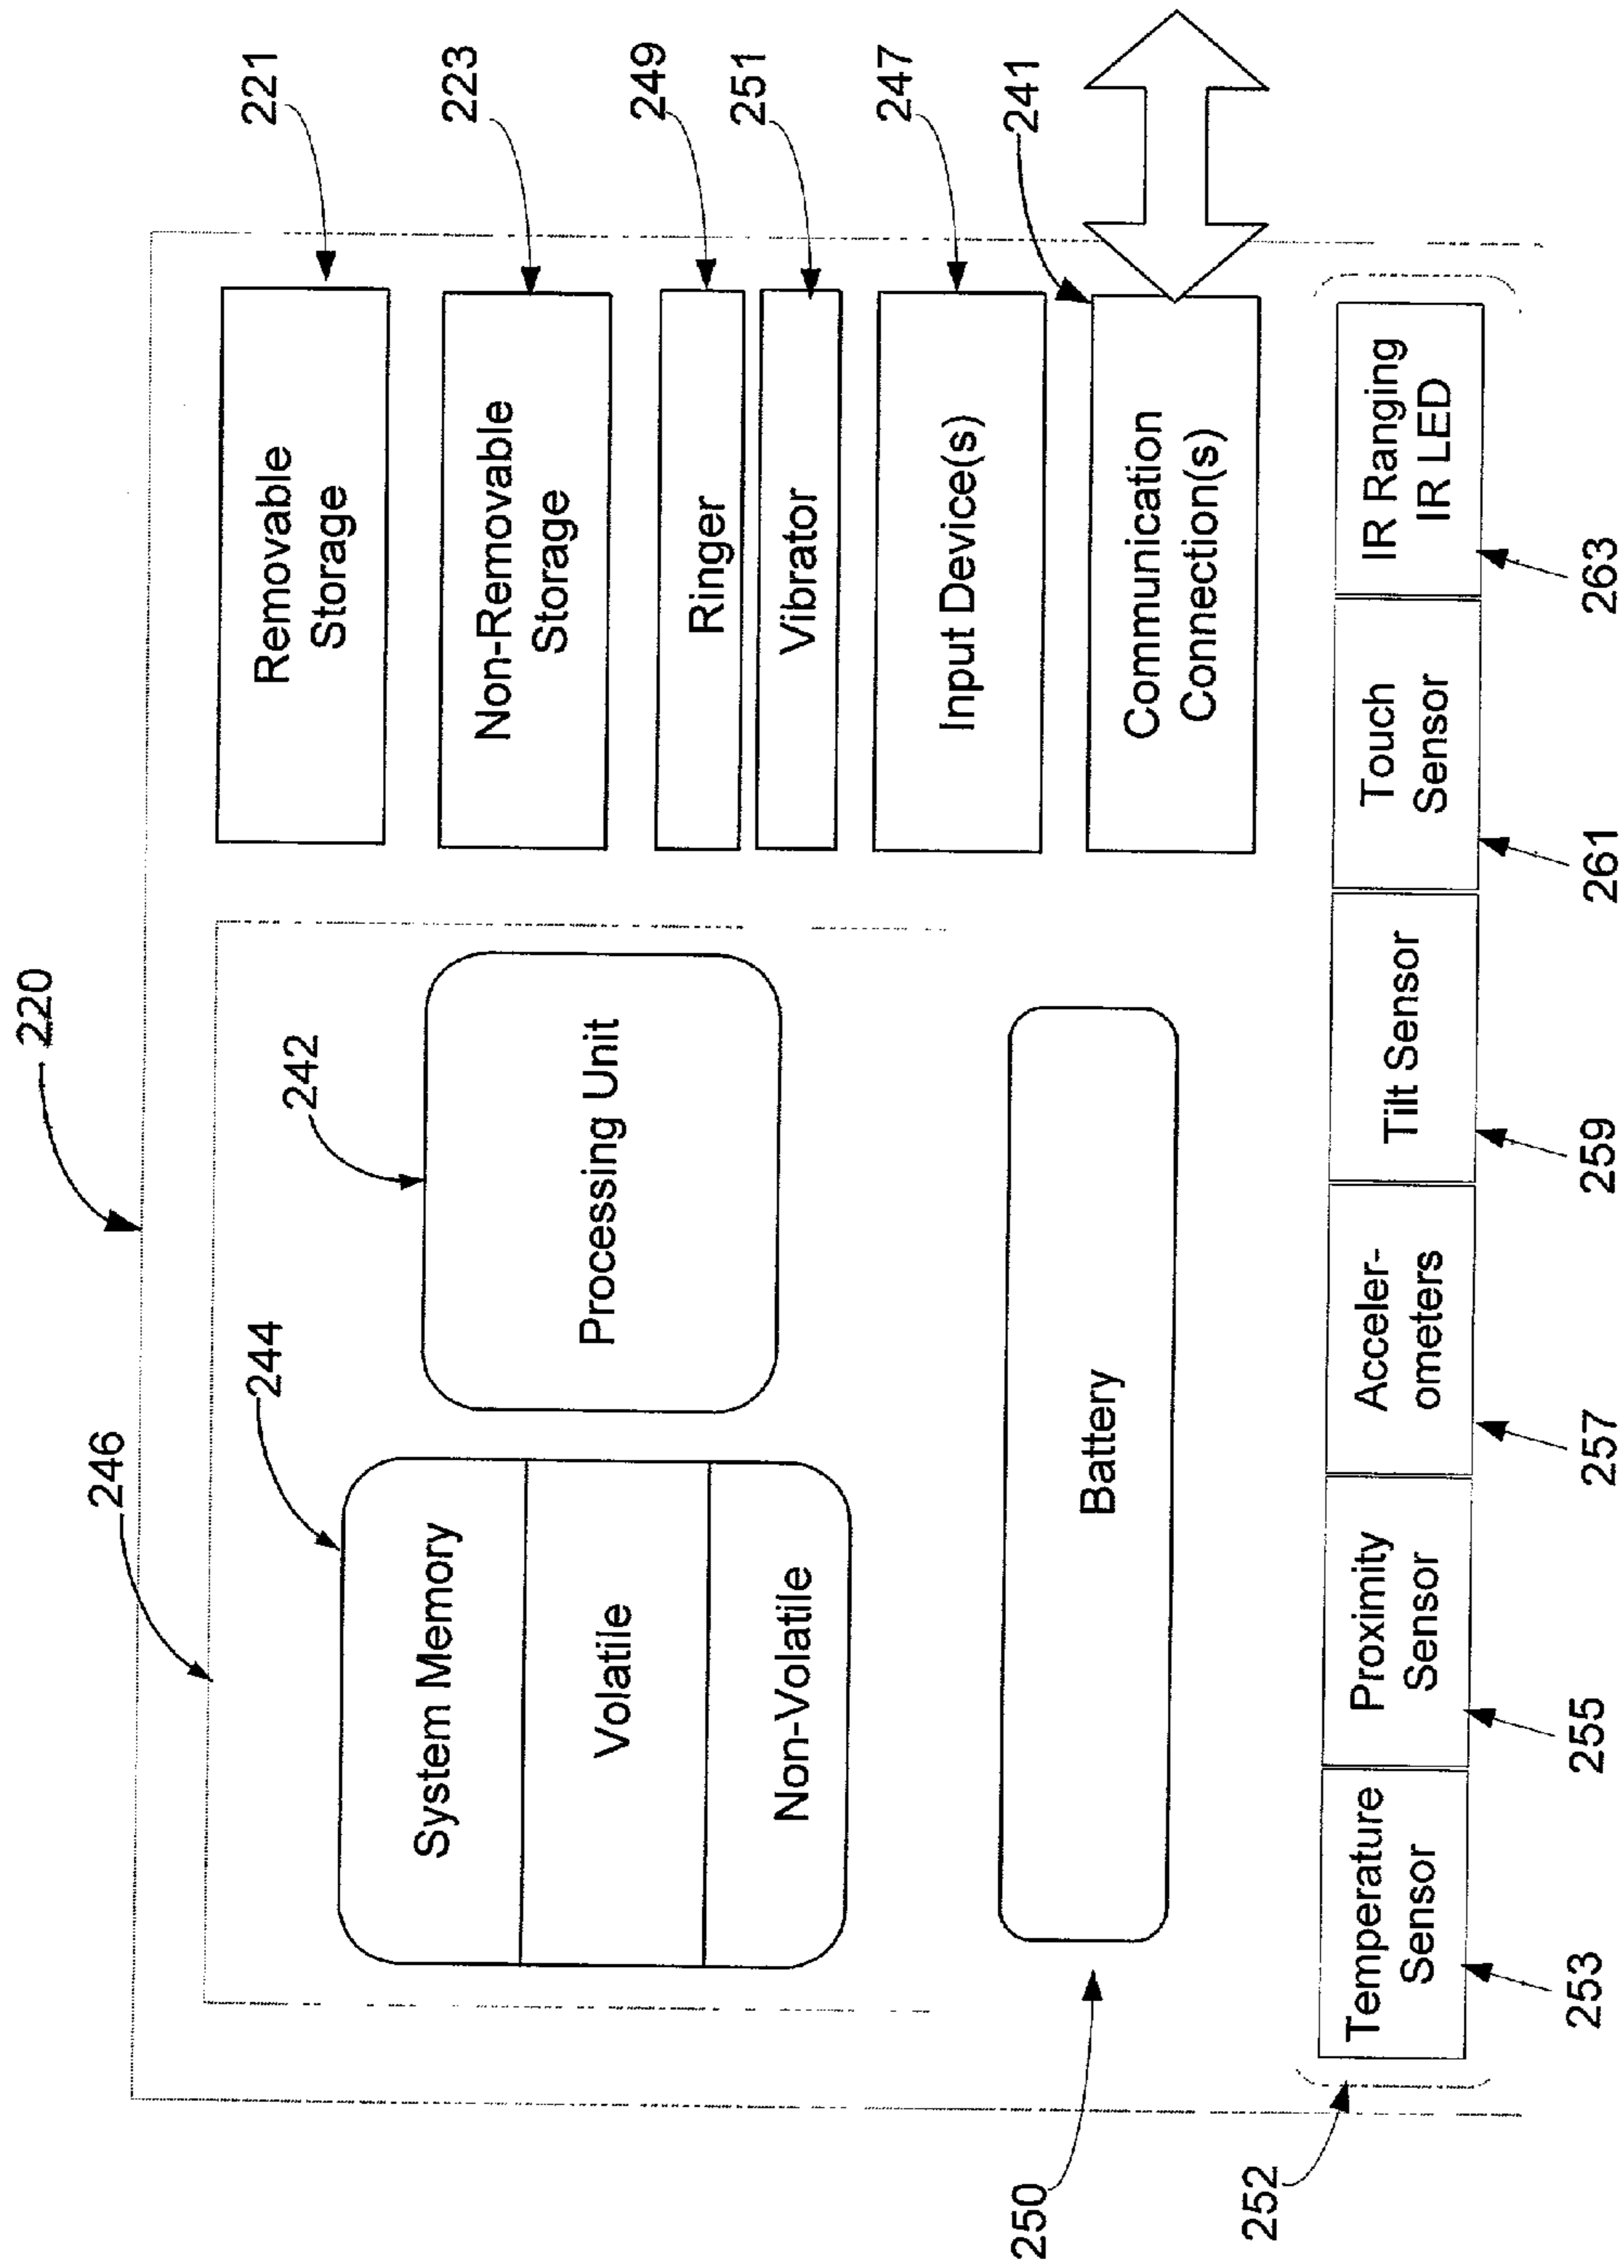 220
246
244
242
System Memory
Volatile
Non-Volatile
Processing Unit
Battery
250
Removable
Storage
221
Non-Removable
Storage
223
Ringer
249
Vibrator
251
Input Device(s)
247
Communication
Connection(s)
241
252
Temperature
Sensor
Proximity
Sensor
Acceler-
ometers
Tilt Sensor
Touch
Sensor
IR Ranging
IR LED
253
255
257
259
261
263